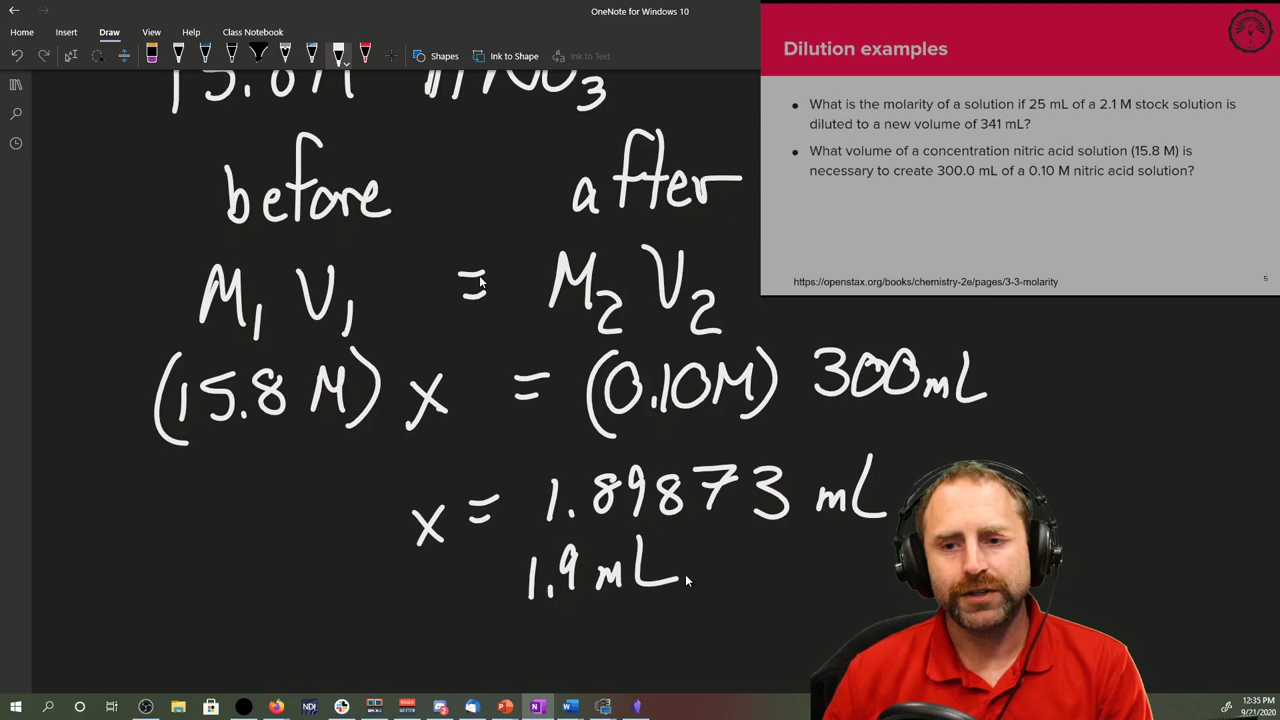 OneNote for Windows 10
Home Insert Draw View Class Notebook
Shapes Ink to Shape Ink to Text
15.8M HNO3
before after
M1 V1 = M2 V2
(15.8 M) x = (0.10M) 300mL
x = 1.89873 mL
1.9 mL
Dilution examples
• What is the molarity of a solution if 25 mL of a 2.1 M stock solution is
diluted to a new volume of 341 mL?
• What volume of a concentration nitric acid solution (15.8 M) is
necessary to create 300.0 mL of a 0.10 M nitric acid solution?
https://openstax.org/books/chemistry-2e/pages/3-3-molarity 5
12:35 PM
9/21/2020